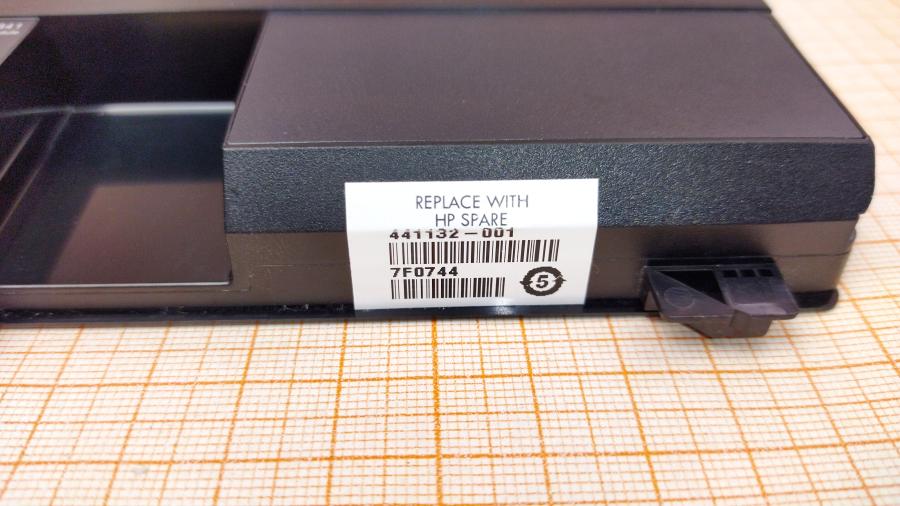 REPLACE WITH
HP SPARE
441132-001
7F0744
5